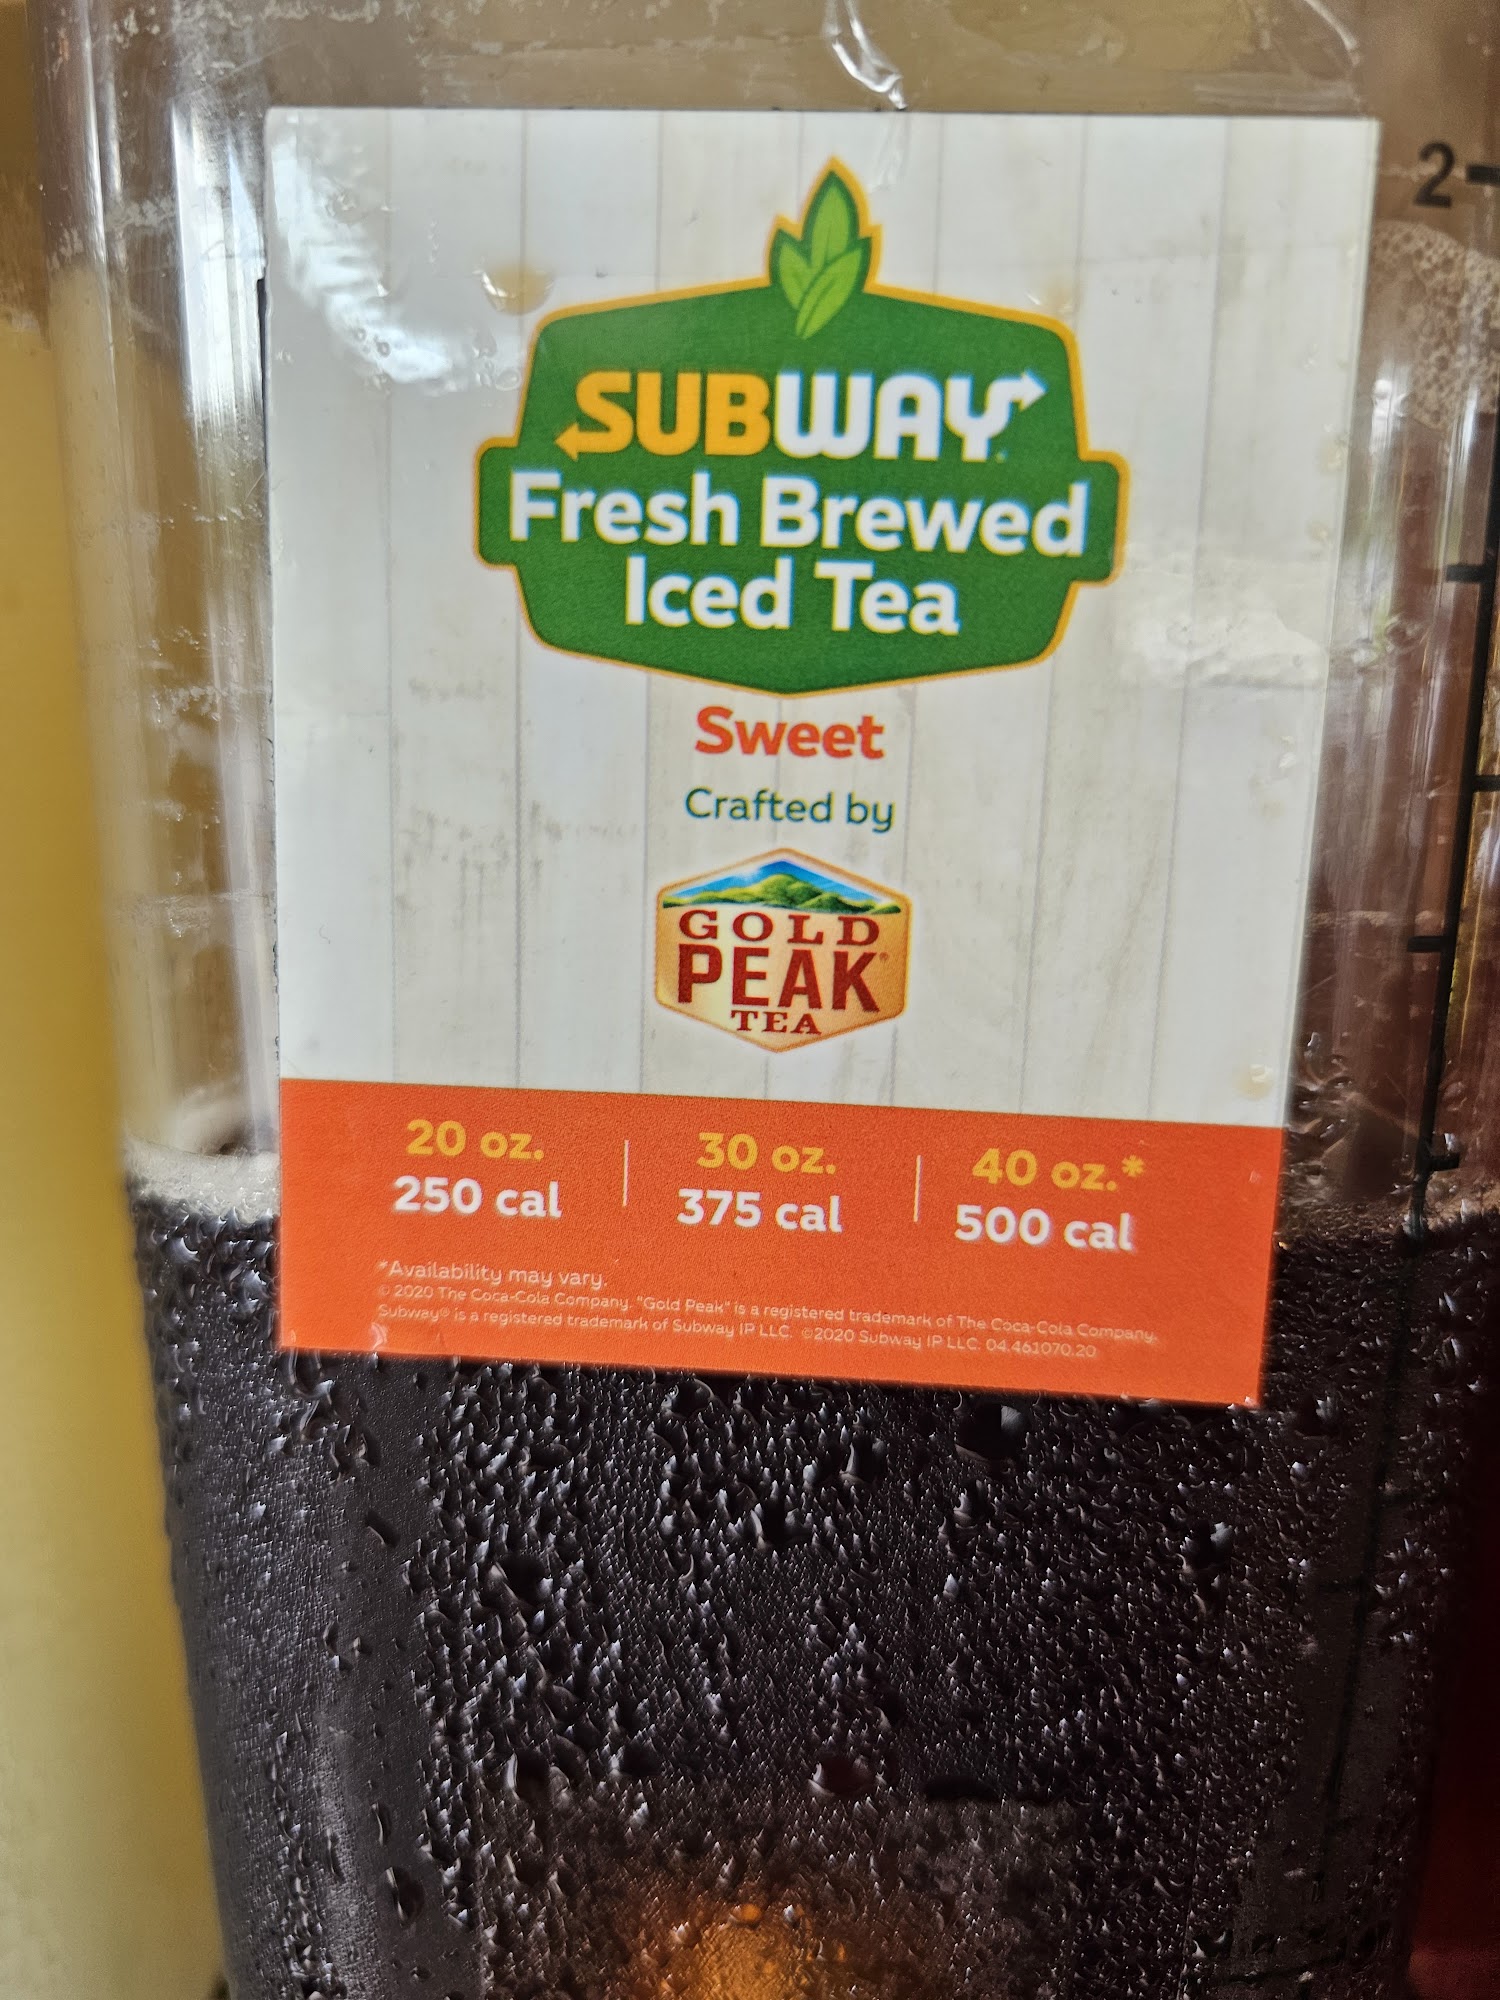 2
SUBWAY
Fresh Brewed
Iced Tea
Sweet
Crafted by
GOLD
PEAK®
TEA
20 oz. 30 oz. 40 oz.*
250 cal 375 cal 500 cal
*Availability may vary.
© 2020 The Coca-Cola Company. "Gold Peak" is a registered trademark of The Coca-Cola Company.
Subway® is a registered trademark of Subway IP LLC. ©2020 Subway IP LLC. 04.461070.20